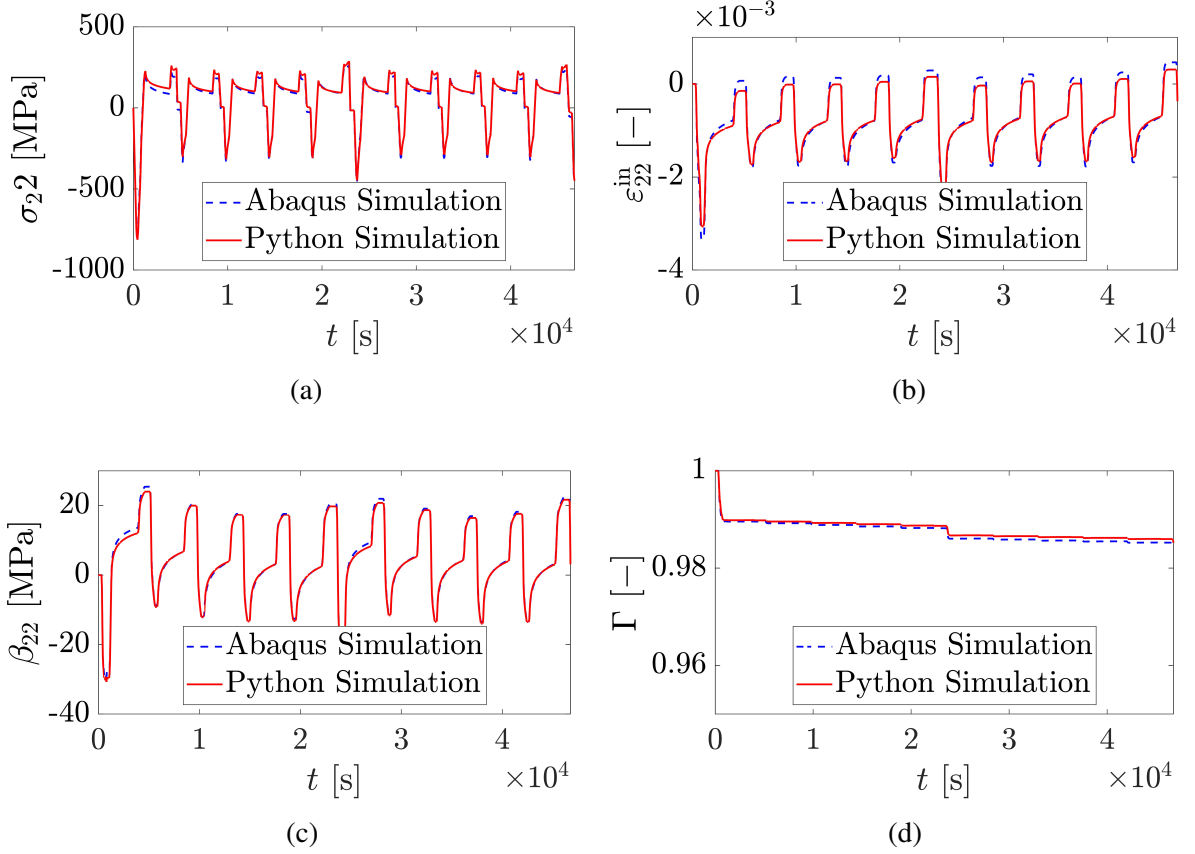 500
0
-500
-1000
σ₂2 [MPa]
Abaqus Simulation
Python Simulation
0 1 2 3 4
t [s]
×10⁴
(a)
×10⁻³
0
-2
-4
ε₂₂ⁱⁿ [−]
Abaqus Simulation
Python Simulation
0 1 2 3 4
t [s]
×10⁴
(b)
20
0
-20
-40
β₂₂ [MPa]
Abaqus Simulation
Python Simulation
0 1 2 3 4
t [s]
×10⁴
(c)
1
0.98
0.96
Γ [−]
Abaqus Simulation
Python Simulation
0 1 2 3 4
t [s]
×10⁴
(d)